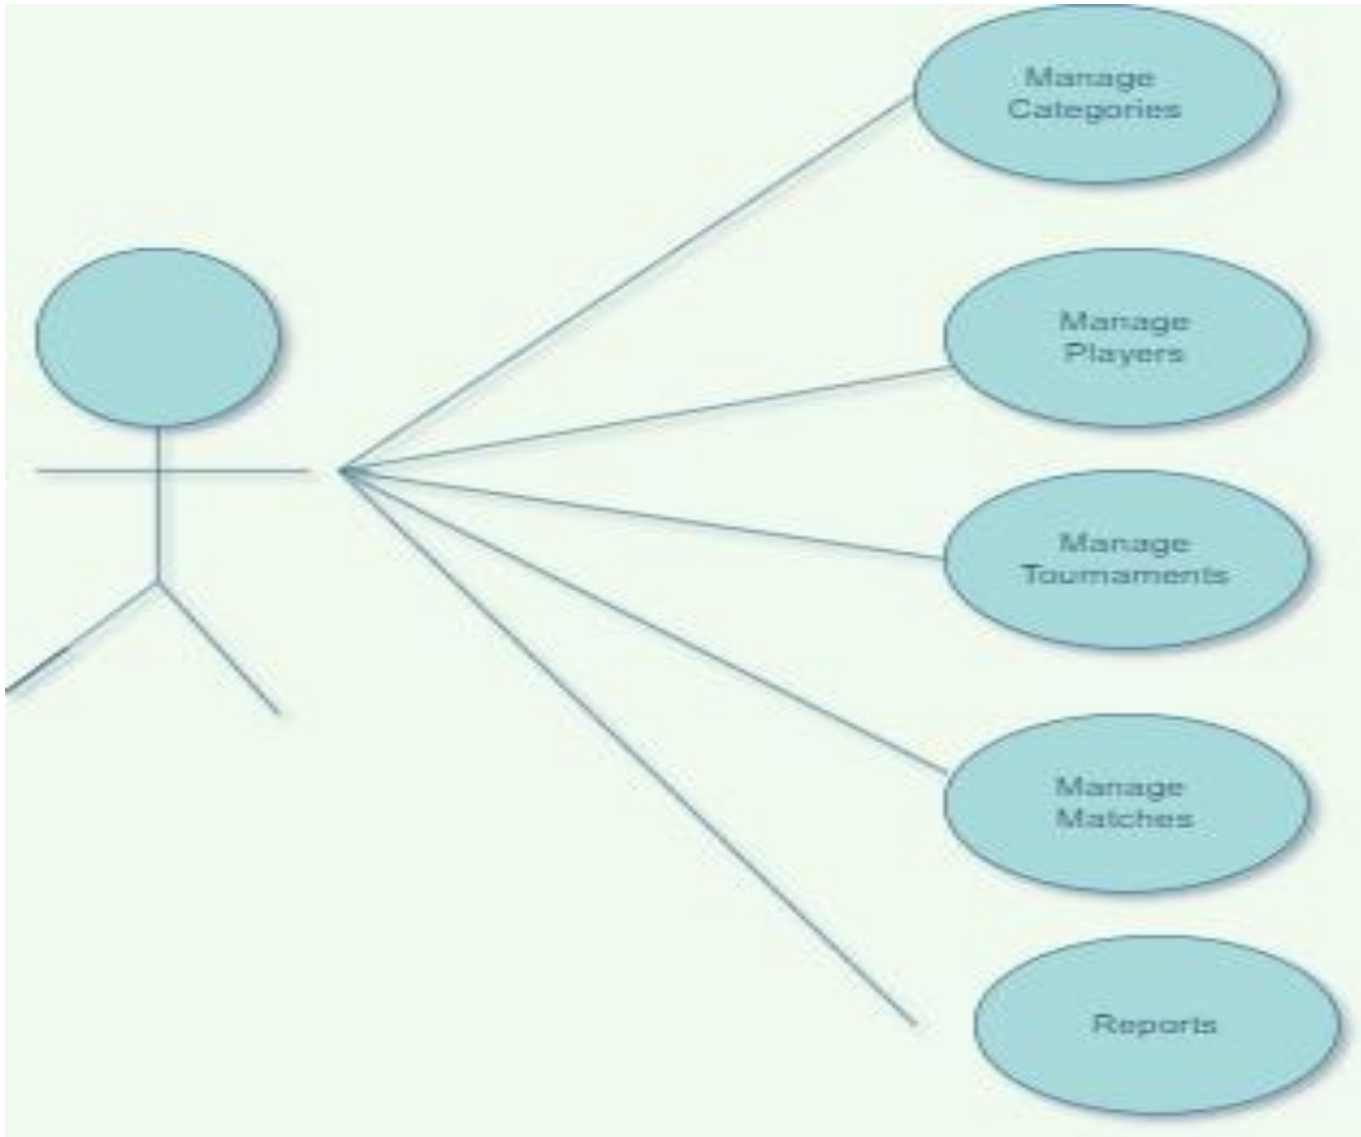 Manage
Categories
Manage
Players
Manage
Tournaments
Manage
Matches
Reports